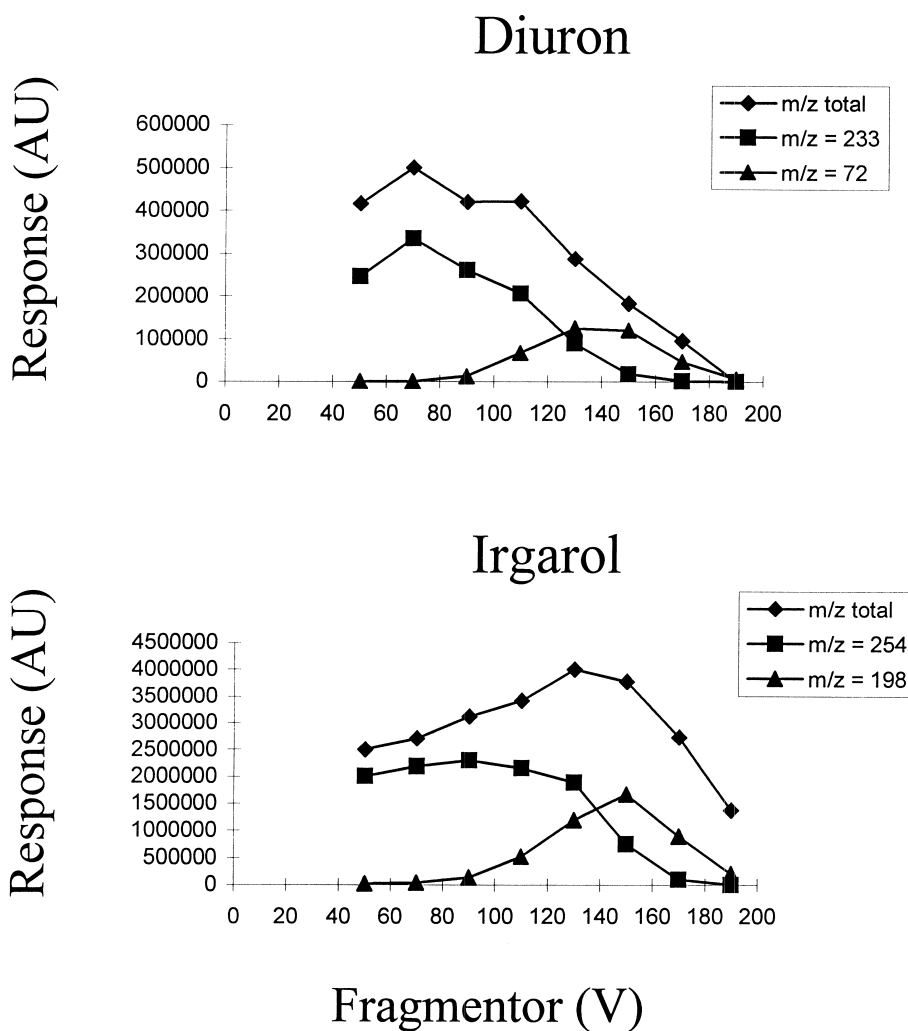 Diuron
Response (AU)
600000
500000
400000
300000
200000
100000
0
0 20 40 60 80 100 120 140 160 180 200
m/z total
m/z = 233
m/z = 72
Irgarol
Response (AU)
4500000
4000000
3500000
3000000
2500000
2000000
1500000
1000000
500000
0
0 20 40 60 80 100 120 140 160 180 200
m/z total
m/z = 254
m/z = 198
Fragmentor (V)